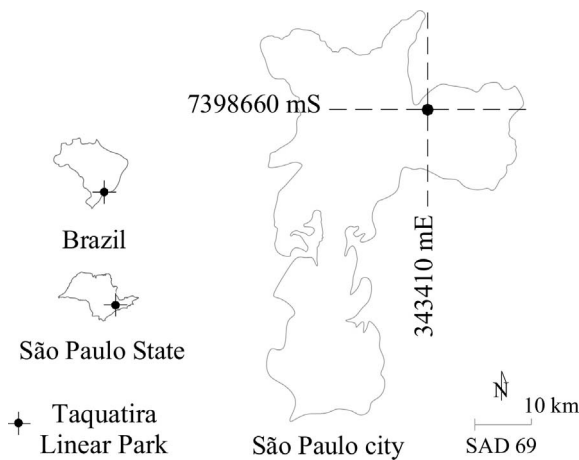 7398660 mS
343410 mE
Brazil
São Paulo State
Taquatira
Linear Park
São Paulo city
N
10 km
SAD 69